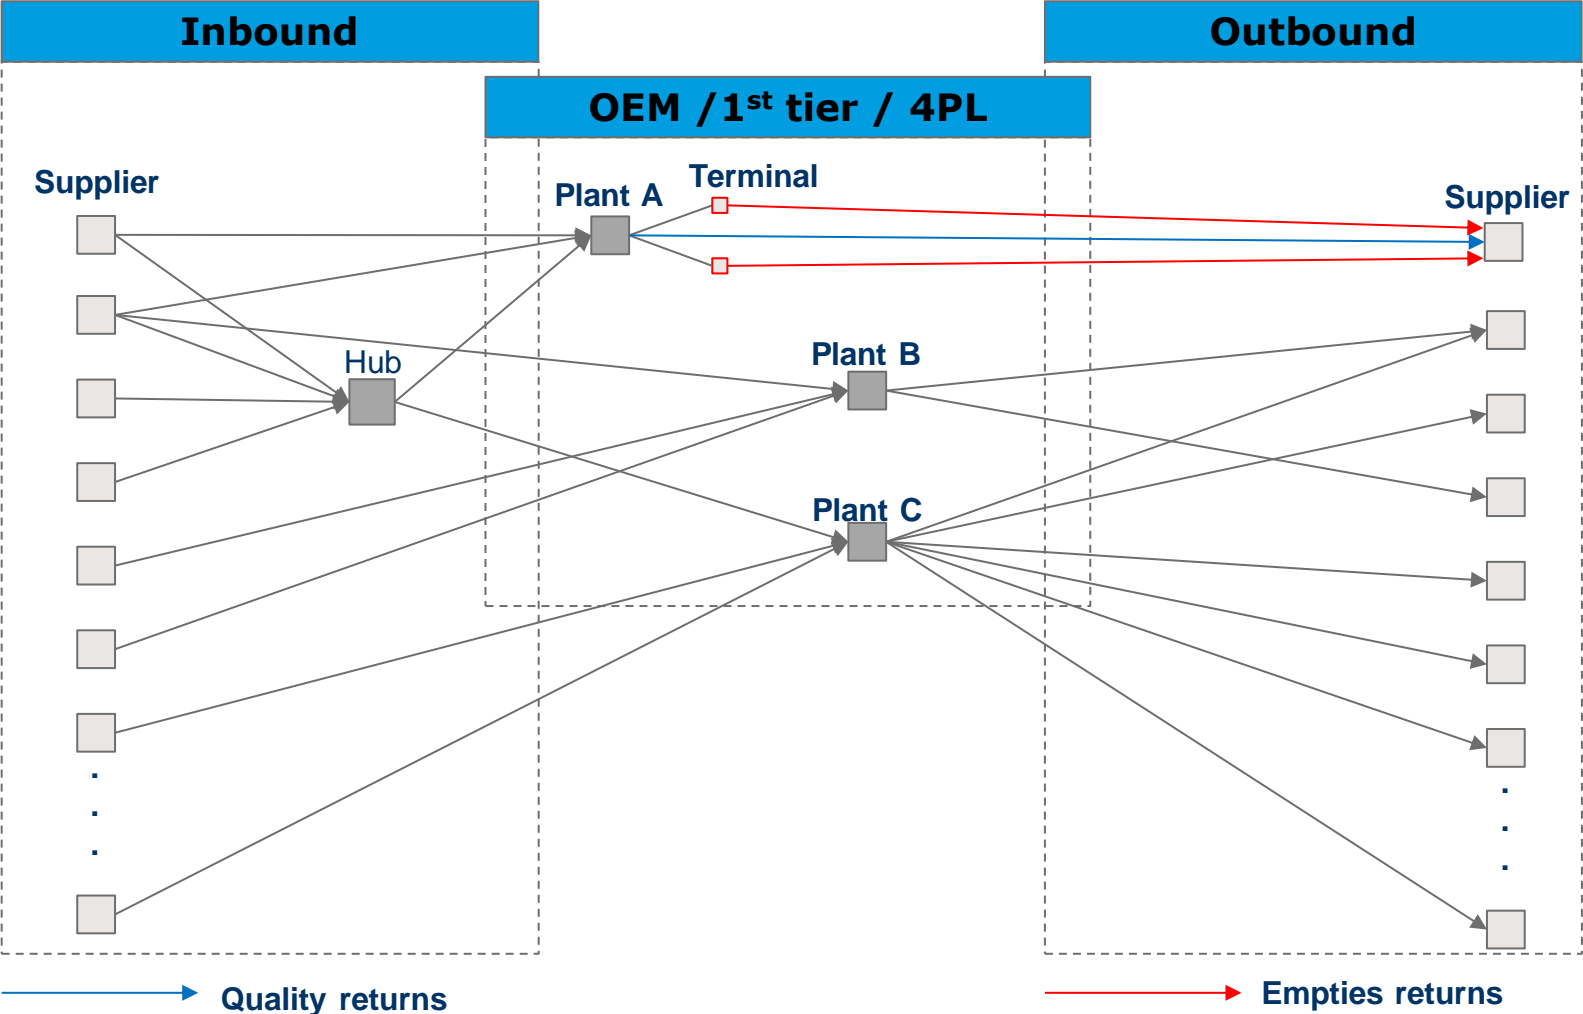 Inbound
Outbound
OEM /1st tier / 4PL
Supplier
Plant A
Terminal
Supplier
Hub
Plant B
Plant C
.
.
.
.
.
.
Quality returns
Empties returns